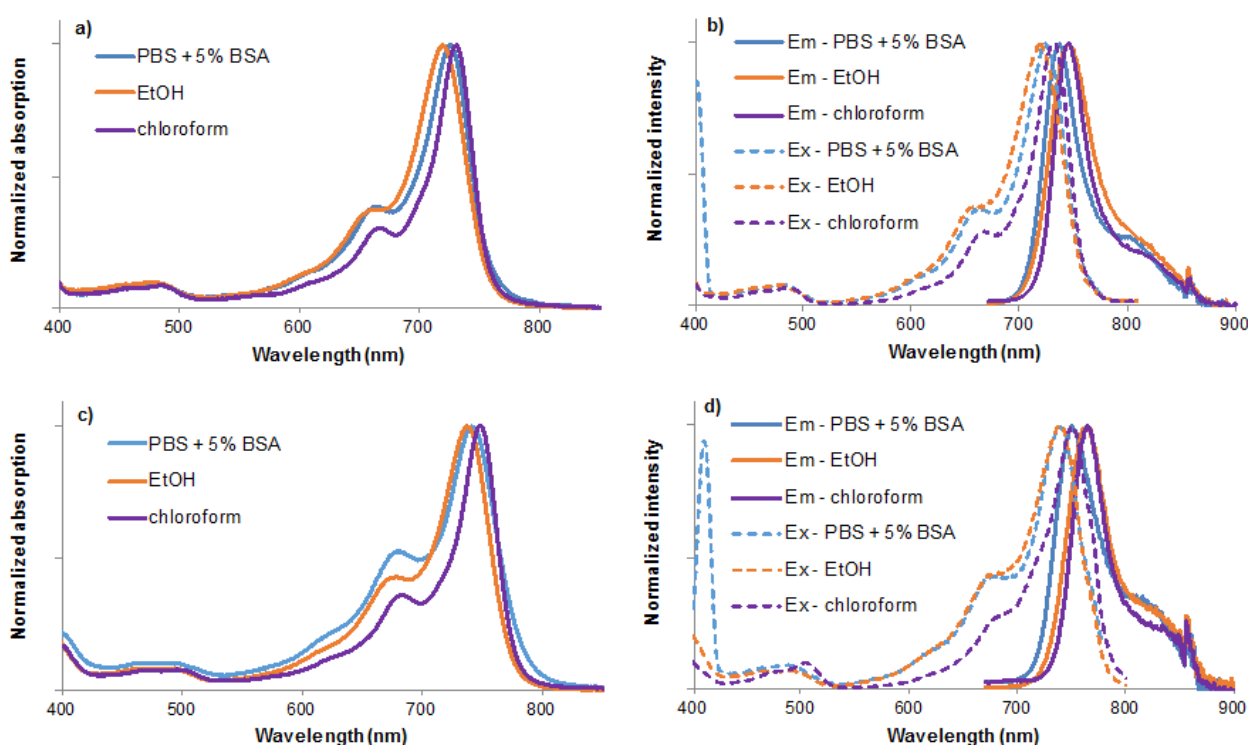 a)
PBS + 5% BSA
EtOH
chloroform
Normalized absorption
400 500 600 700 800
Wavelength (nm)
b)
Em - PBS + 5% BSA
Em - EtOH
Em - chloroform
Ex - PBS + 5% BSA
Ex - EtOH
Ex - chloroform
Normalized intensity
400 500 600 700 800 900
Wavelength (nm)
c)
PBS + 5% BSA
EtOH
chloroform
Normalized absorption
400 500 600 700 800
Wavelength (nm)
d)
Em - PBS + 5% BSA
Em - EtOH
Em - chloroform
Ex - PBS + 5% BSA
Ex - EtOH
Ex - chloroform
Normalized intensity
400 500 600 700 800 900
Wavelength (nm)